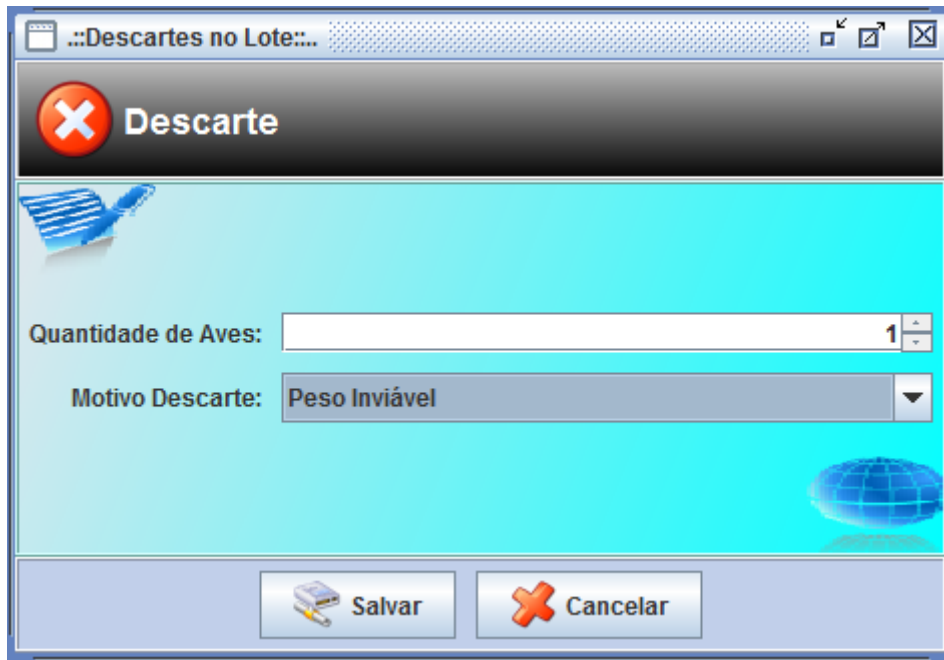 .::Descartes no Lote::..
Descarte
Quantidade de Aves: 1
Motivo Descarte: Peso Inviável
Salvar Cancelar